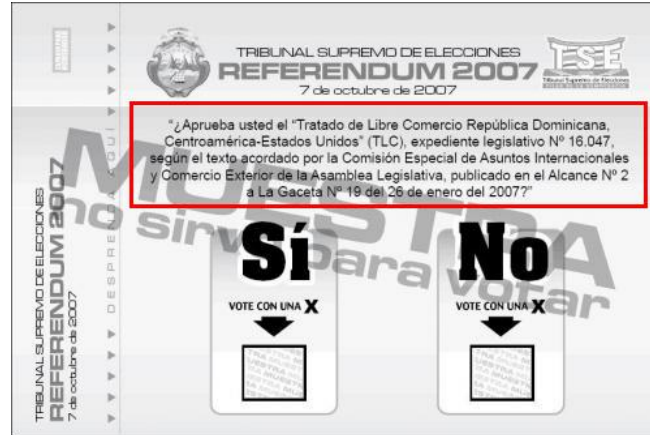 TRIBUNAL SUPREMO DE ELECCIONES
REFERENDUM 2007
7 de octubre de 2007
TSE
Tribunal Supremo de Elecciones
"¿Aprueba usted el "Tratado de Libre Comercio República Dominicana,
Centroamérica-Estados Unidos" (TLC), expediente legislativo Nº 16.047,
según el texto acordado por la Comisión Especial de Asuntos Internacionales
y Comercio Exterior de la Asamblea Legislativa, publicado en el Alcance Nº 2
a La Gaceta Nº 19 del 26 de enero del 2007?"
MUESTRA
no sirve para votar
Sí
No
VOTE CON UNA X
VOTE CON UNA X
DESPRENDA AQUÍ
TRIBUNAL SUPREMO DE ELECCIONES
REFERENDUM 2007
7 de octubre de 2007